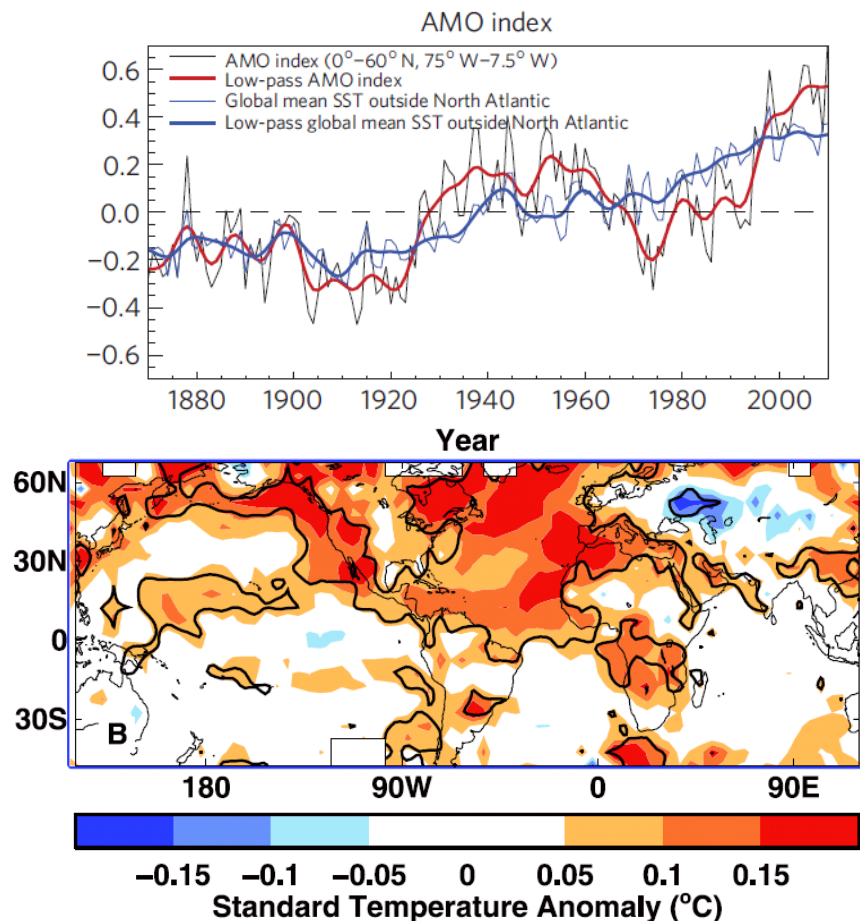 AMO index
0.6
0.4
0.2
0.0
−0.2
−0.4
−0.6
AMO index (0°−60° N, 75° W−7.5° W)
Low-pass AMO index
Global mean SST outside North Atlantic
Low-pass global mean SST outside North Atlantic
1880 1900 1920 1940 1960 1980 2000
Year
60N
30N
0
30S
B
180 90W 0 90E
−0.15 −0.1 −0.05 0 0.05 0.1 0.15
Standard Temperature Anomaly (°C)